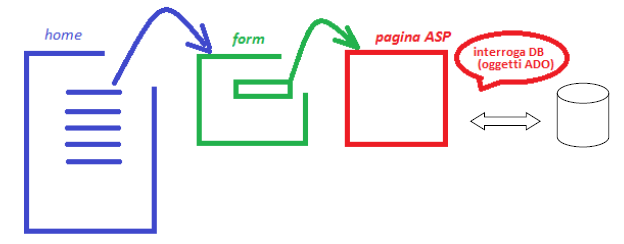 home
form
pagina ASP
interroga DB
(oggetti ADO)